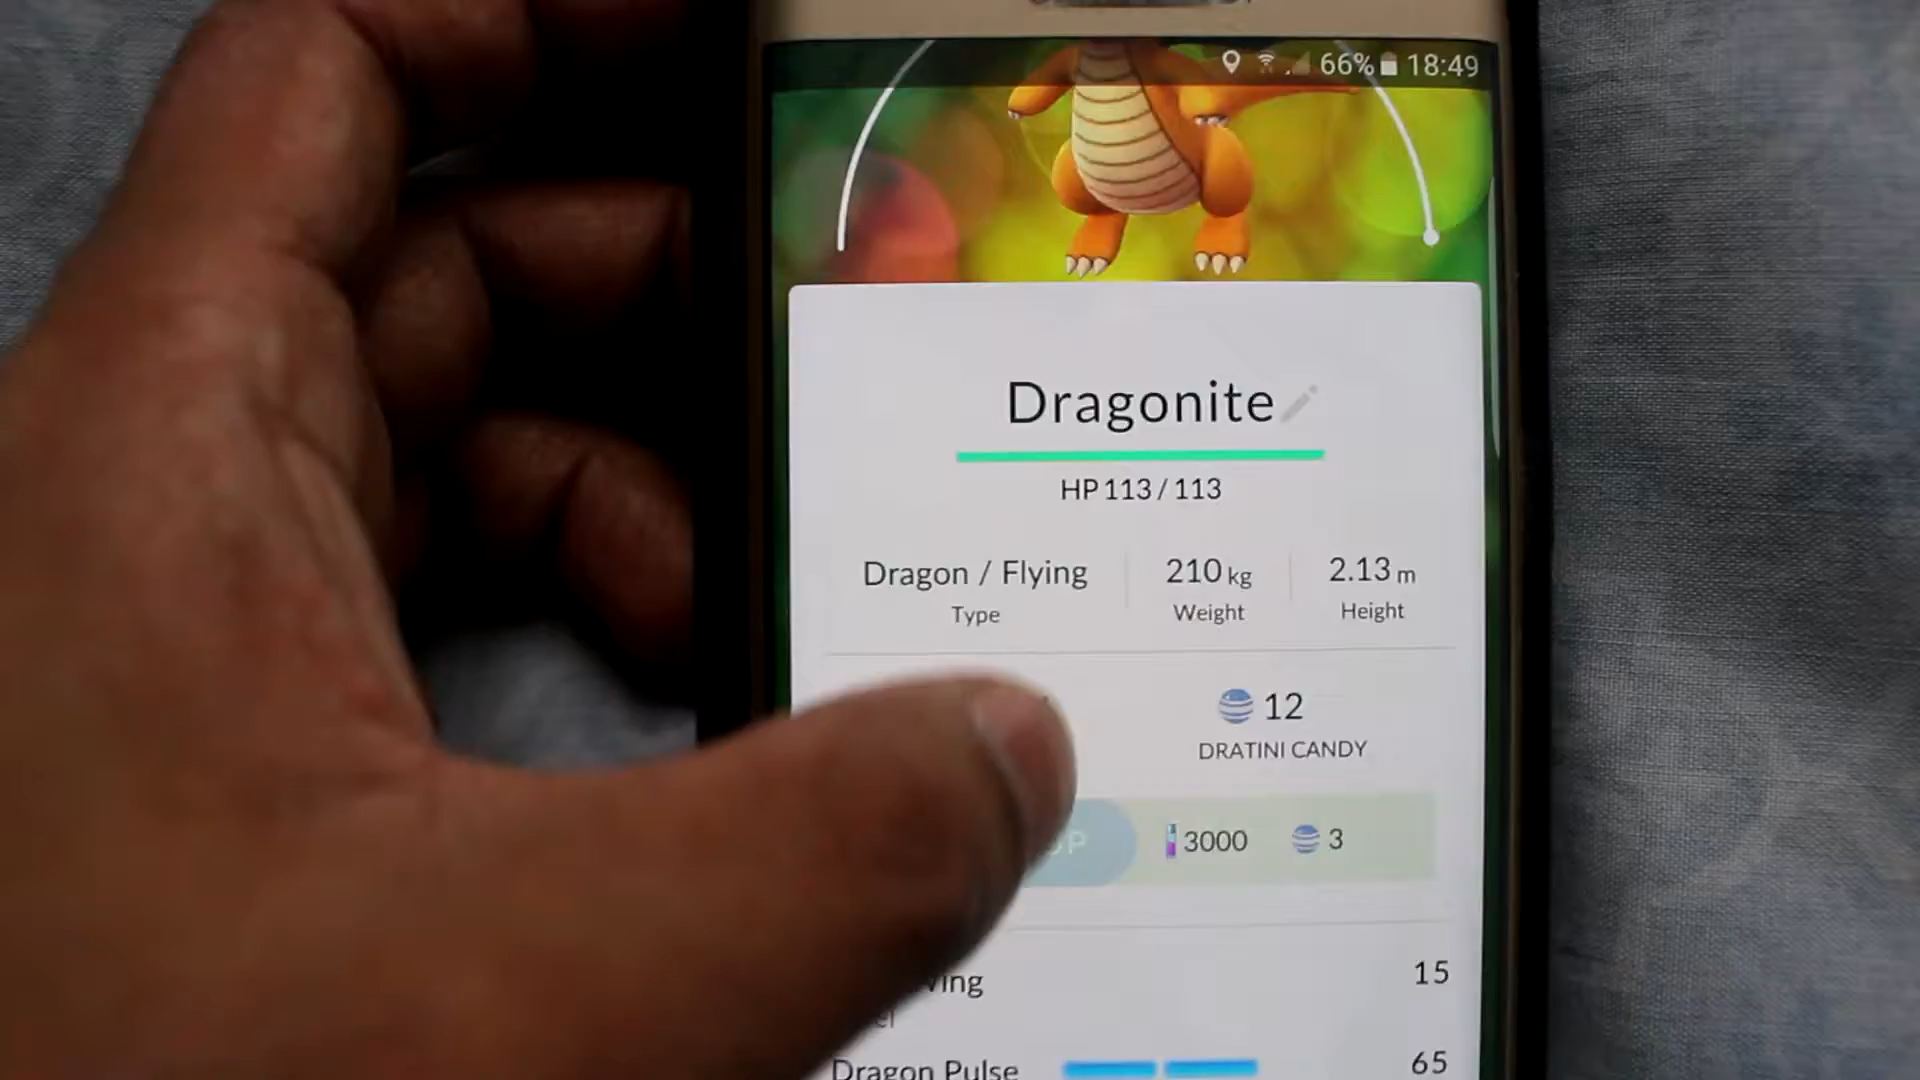 66% 18:49
Dragonite
HP 113 / 113
Dragon / Flying 210 kg 2.13 m
Type Weight Height
12
DRATINI CANDY
3000 3
15
Dragon Pulse 65